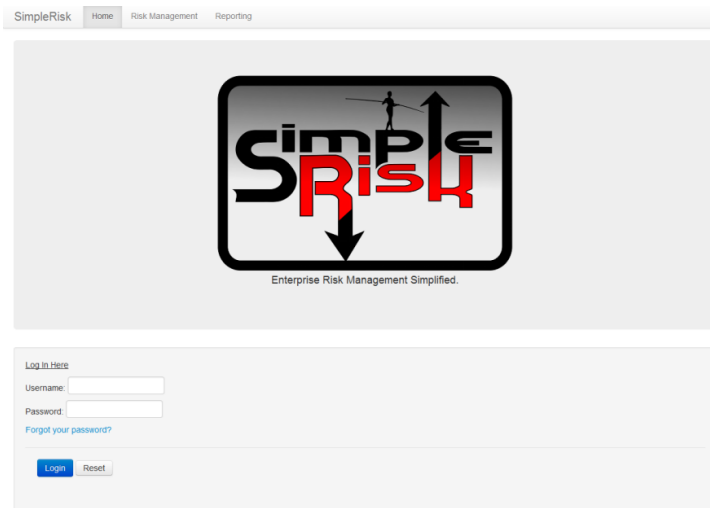 SimpleRisk Home Risk Management Reporting
Simple
Risk
Enterprise Risk Management Simplified.
Log In Here
Username:
Password:
Forgot your password?
Login Reset